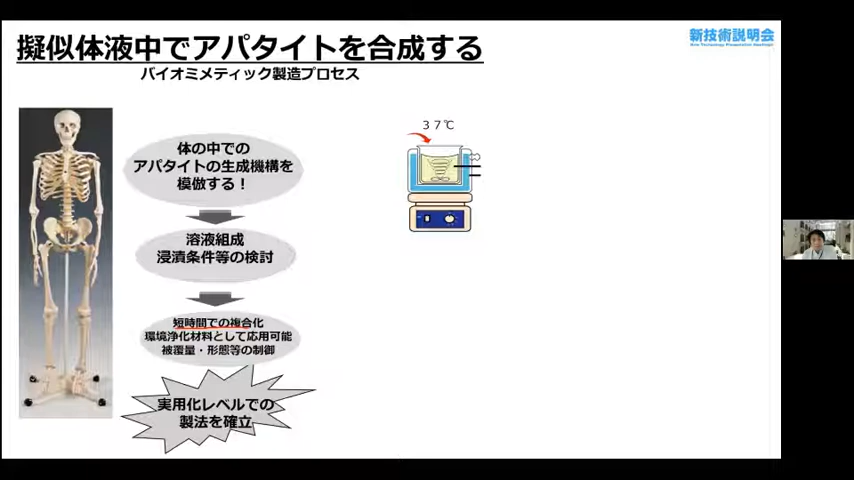 擬似体液中でアパタイトを合成する
バイオミメティック製造プロセス
新技術説明会
New Technology Presentation Meetings!
37℃
体の中での
アパタイトの生成機構を
模倣する！
溶液組成
浸漬条件等の検討
短時間での複合化
環境浄化材料として応用可能
被覆量・形態等の制御
実用化レベルでの
製法を確立